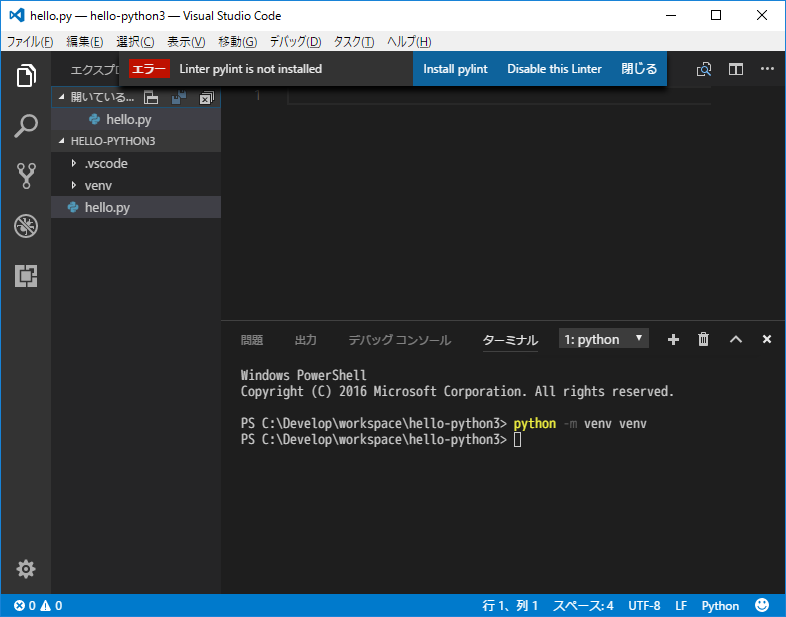 hello.py — hello-python3 — Visual Studio Code
ファイル(F) 編集(E) 選択(C) 表示(V) 移動(G) デバッグ(D) タスク(T) ヘルプ(H)
エクスプロ
エラー Linter pylint is not installed Install pylint Disable this Linter 閉じる
開いている...
1
hello.py
HELLO-PYTHON3
.vscode
venv
hello.py
問題 出力 デバッグ コンソール ターミナル 1: python
Windows PowerShell
Copyright (C) 2016 Microsoft Corporation. All rights reserved.
PS C:\Develop\workspace\hello-python3> python -m venv venv
PS C:\Develop\workspace\hello-python3>
0 0 行 1、列 1 スペース: 4 UTF-8 LF Python